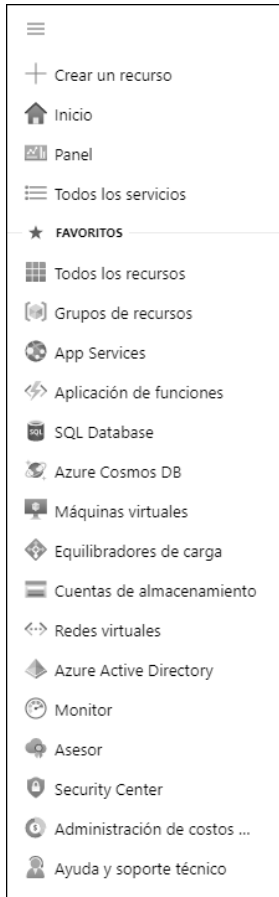 Crear un recurso
Inicio
Panel
Todos los servicios
FAVORITOS
Todos los recursos
Grupos de recursos
App Services
Aplicación de funciones
SQL Database
Azure Cosmos DB
Máquinas virtuales
Equilibradores de carga
Cuentas de almacenamiento
Redes virtuales
Azure Active Directory
Monitor
Asesor
Security Center
Administración de costos ...
Ayuda y soporte técnico